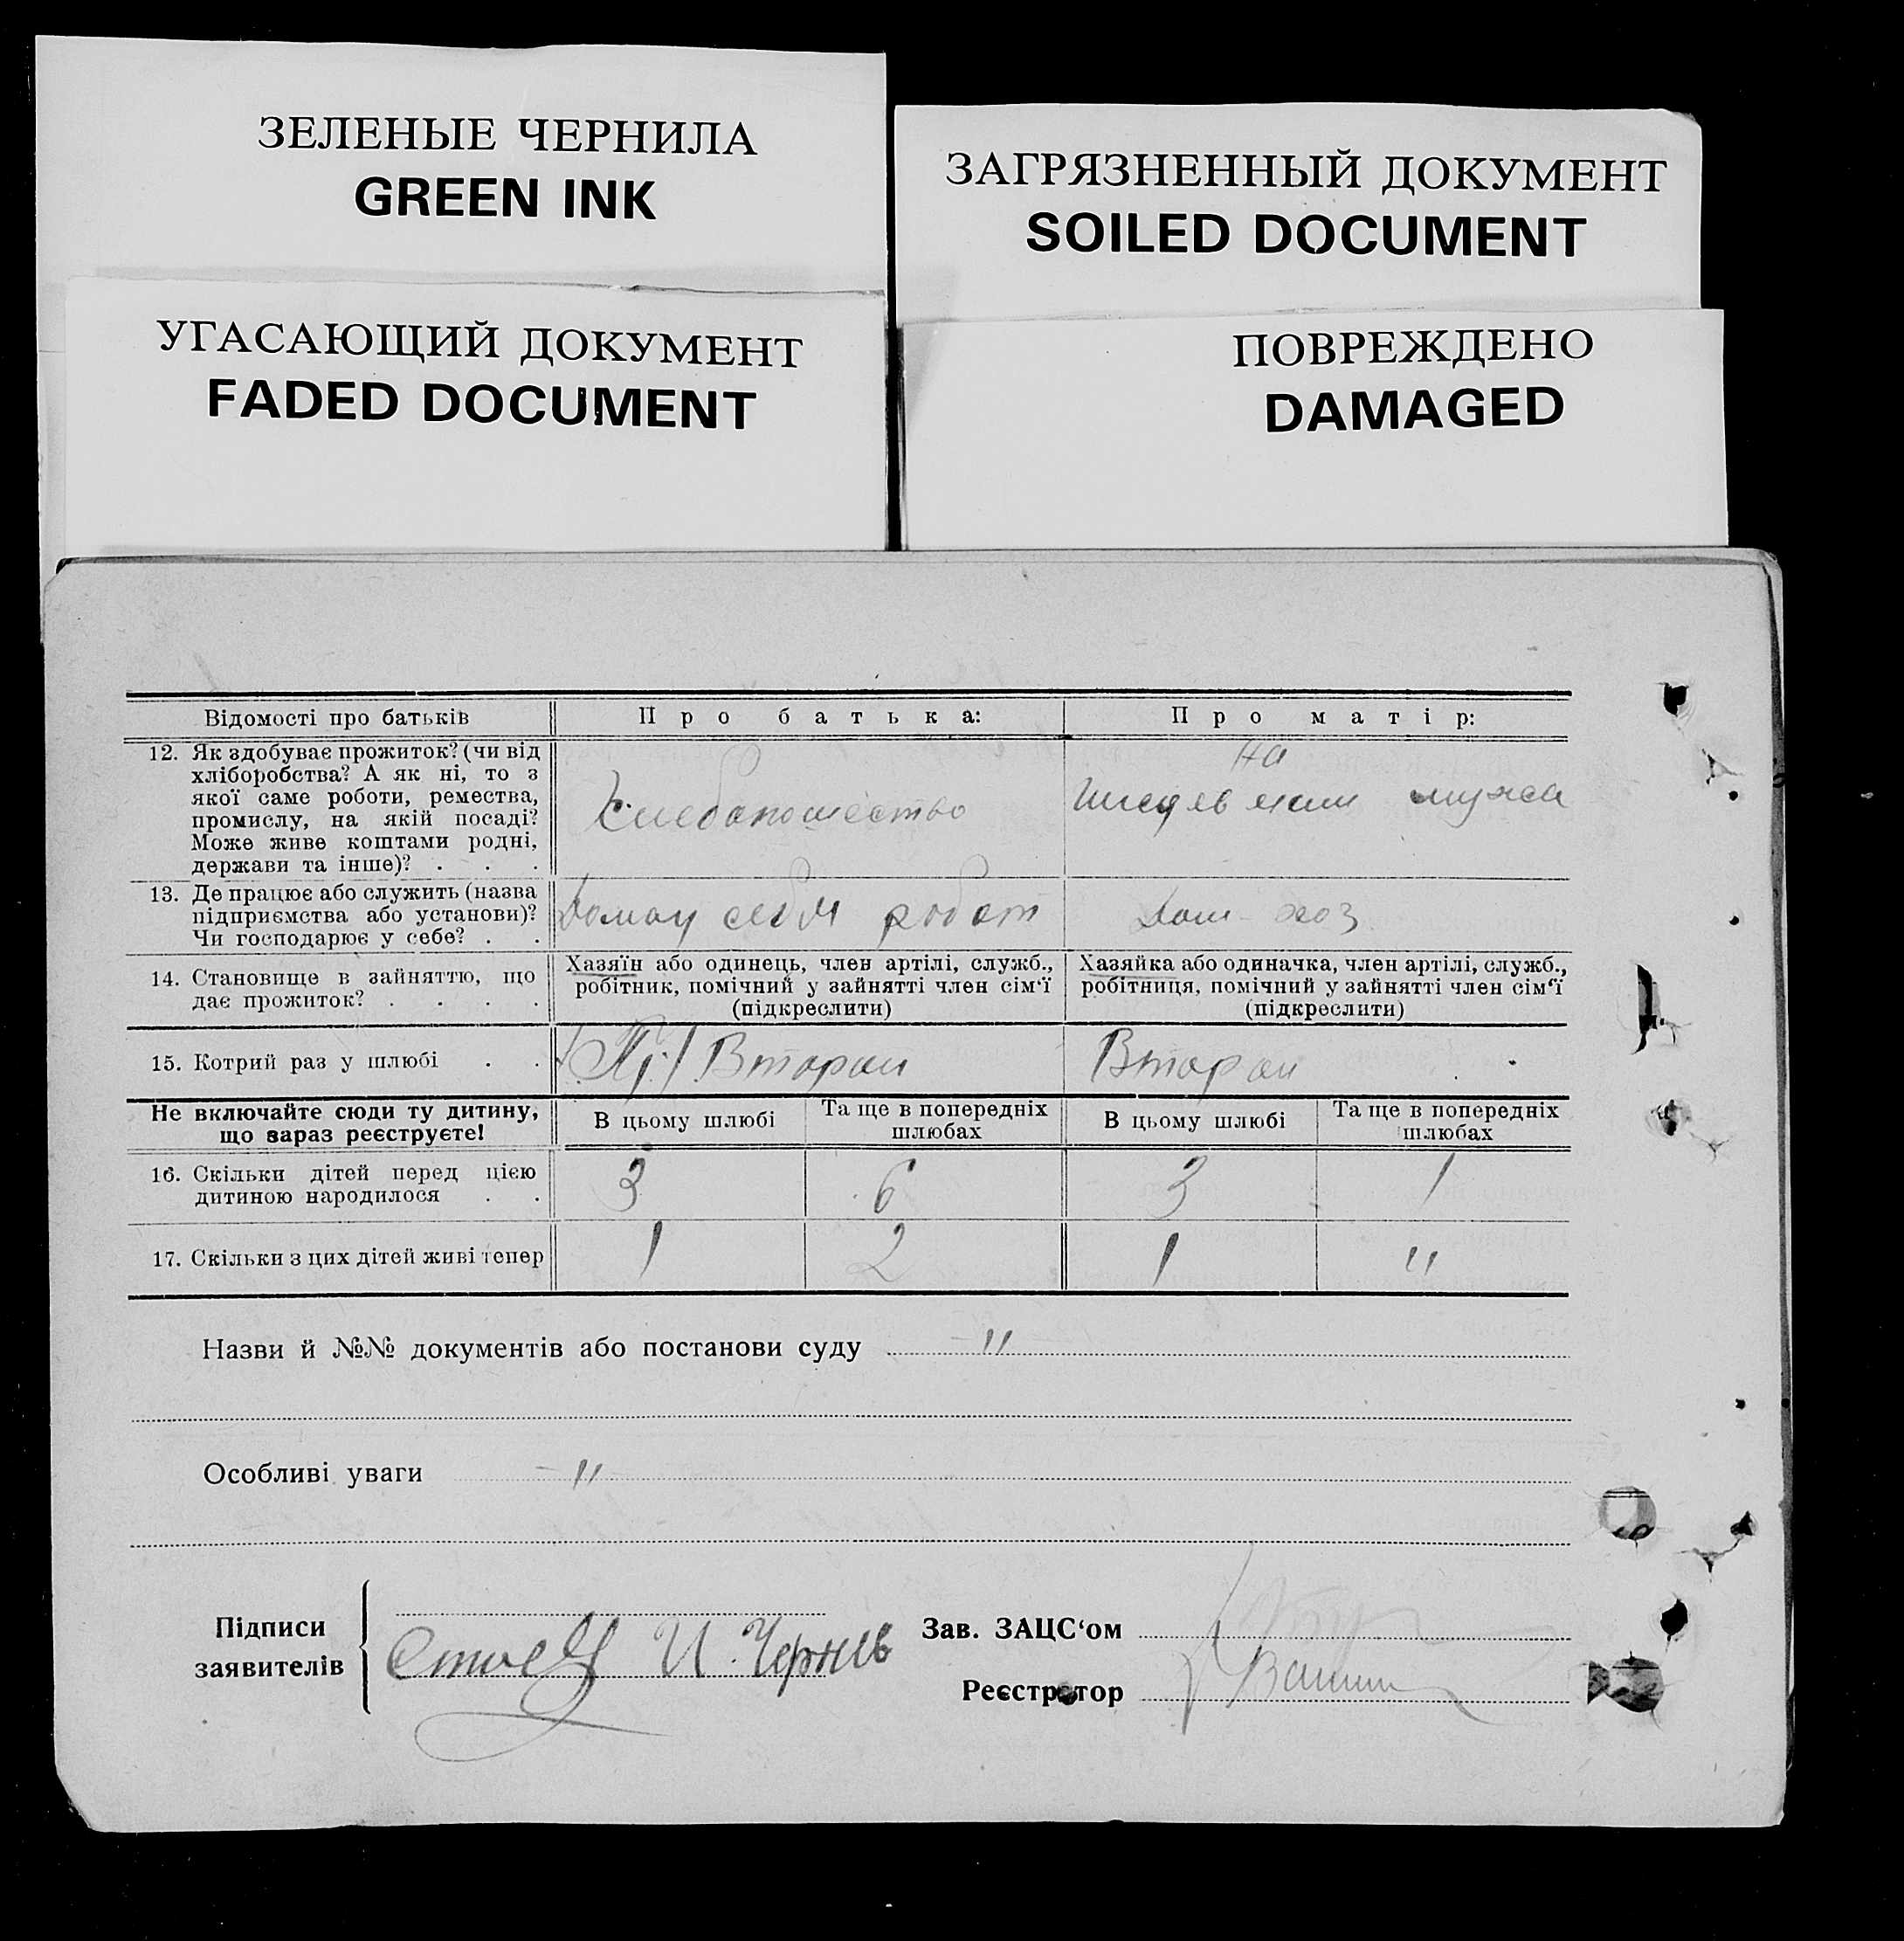 ЗЕЛЕНЫЕ ЧЕРНИЛА
GREEN INK
ЗАГРЯЗНЕННЫЙ ДОКУМЕНТ
SOILED DOCUMENT
УГАСАЮЩИЙ ДОКУМЕНТ
FADED DOCUMENT
ПОВРЕЖДЕНО
DAMAGED
Відомості про батьків
Про батька:
Про матір:
12. Як здобуває прожиток? (чи від
хліборобства? А як ні, то з
якої саме роботи, ремества,
промислу, на якій посаді?
Може живе коштами родні,
держави та інше)? . . .
на
мужа
13. Де працює або служить (назва
підприємства або установи)?
Чи господарює у себе? . .
Дом хоз
14. Становище в зайняттю, що
дає прожиток? . . . .
Хазяїн або одинець, член артілі, служб.,
робітник, помічний у зайнятті член сім'ї
(підкреслити)
Хазяйка або одиначка, член артілі, служб.,
робітниця, помічний у зайнятті член сім'ї
(підкреслити)
15. Котрий раз у шлюбі . .
Второй
Второй
Не включайте сюди ту дитину,
що зараз реєструєте!
В цьому шлюбі
Та ще в попередніх
шлюбах
В цьому шлюбі
Та ще в попередніх
шлюбах
16. Скільки дітей перед цією
дитиною народилося . .
3
6
3
1
17. Скільки з цих дітей живі тепер
1
2
1
"
Назви й №№ документів або постанови суду - "
Особливі уваги - "
Підписи
заявителів
И. Чернев
Зав. ЗАЦС'ом
Реєстратор